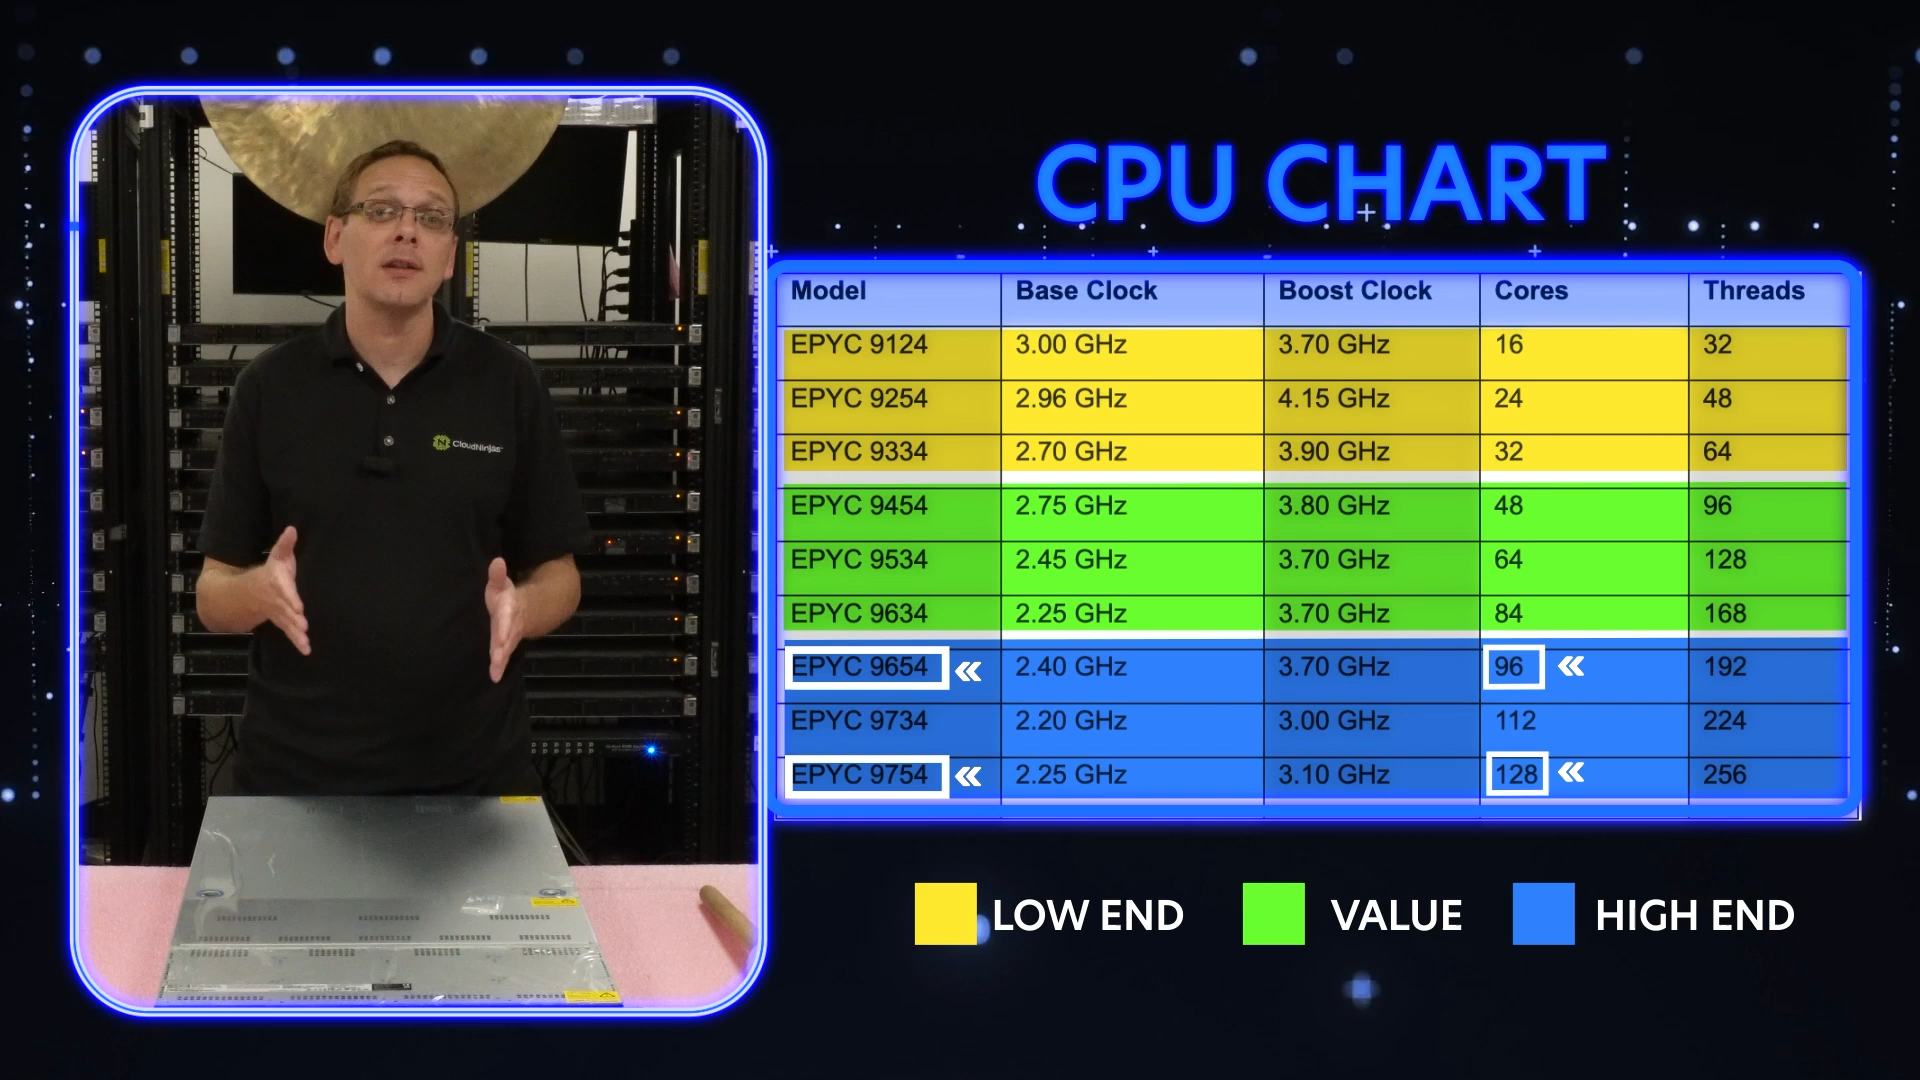 CPU CHART
Model Base Clock Boost Clock Cores Threads
EPYC 9124 3.00 GHz 3.70 GHz 16 32
EPYC 9254 2.96 GHz 4.15 GHz 24 48
EPYC 9334 2.70 GHz 3.90 GHz 32 64
EPYC 9454 2.75 GHz 3.80 GHz 48 96
EPYC 9534 2.45 GHz 3.70 GHz 64 128
EPYC 9634 2.25 GHz 3.70 GHz 84 168
EPYC 9654 2.40 GHz 3.70 GHz 96 192
EPYC 9734 2.20 GHz 3.00 GHz 112 224
EPYC 9754 2.25 GHz 3.10 GHz 128 256
LOW END VALUE HIGH END
N CloudNinjas